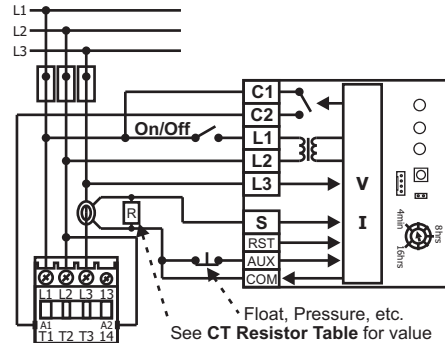 L1
L2
L3
C1
C2
On/Off
L1
L2
L3
S
RST
AUX
COM
V
I
R
4min
8hrs
16hrs
L1 L2 L3 13
A1 A2
T1 T2 T3 14
Float, Pressure, etc.
See CT Resistor Table for value